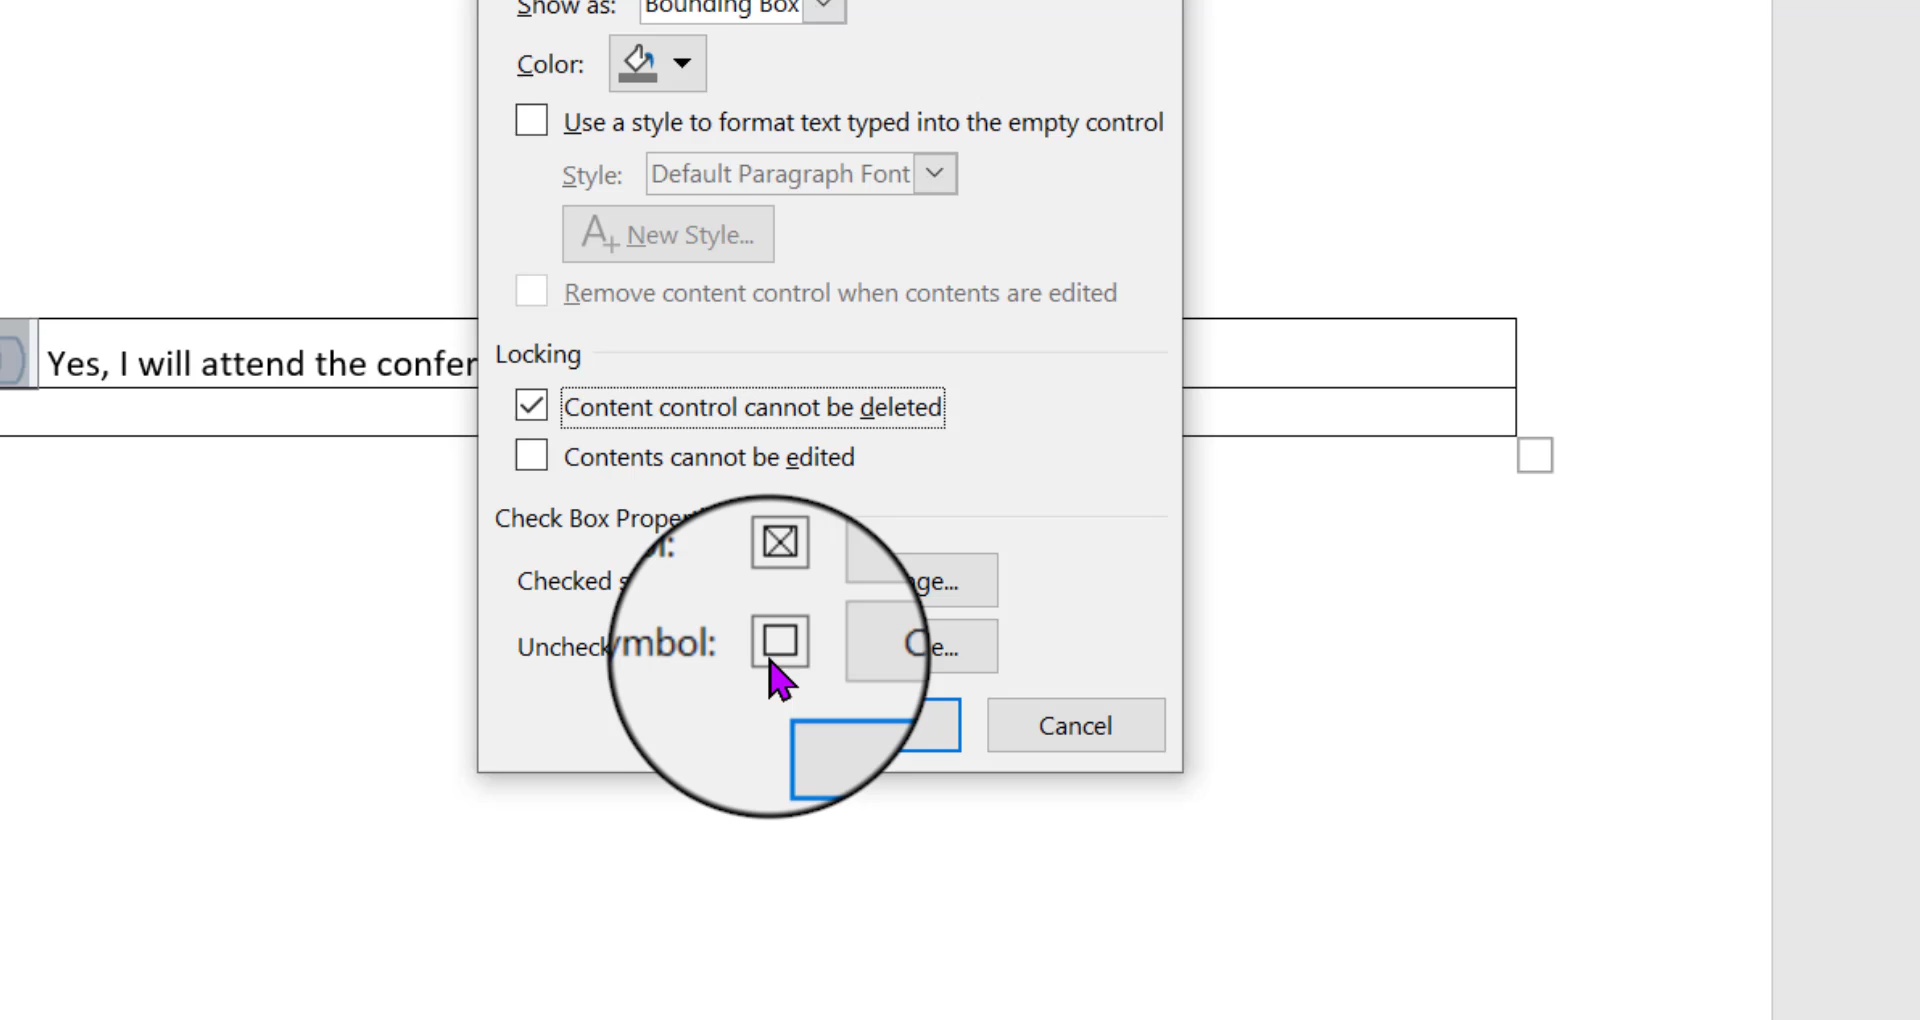 Show as: Bounding Box
Color:
Use a style to format text typed into the empty control
Style: Default Paragraph Font
New Style...
Remove content control when contents are edited
Yes, I will attend the confer
Locking
Content control cannot be deleted
Contents cannot be edited
Check Box Proper
Checked s
ge...
Uncheck ymbol: C e...
Cancel